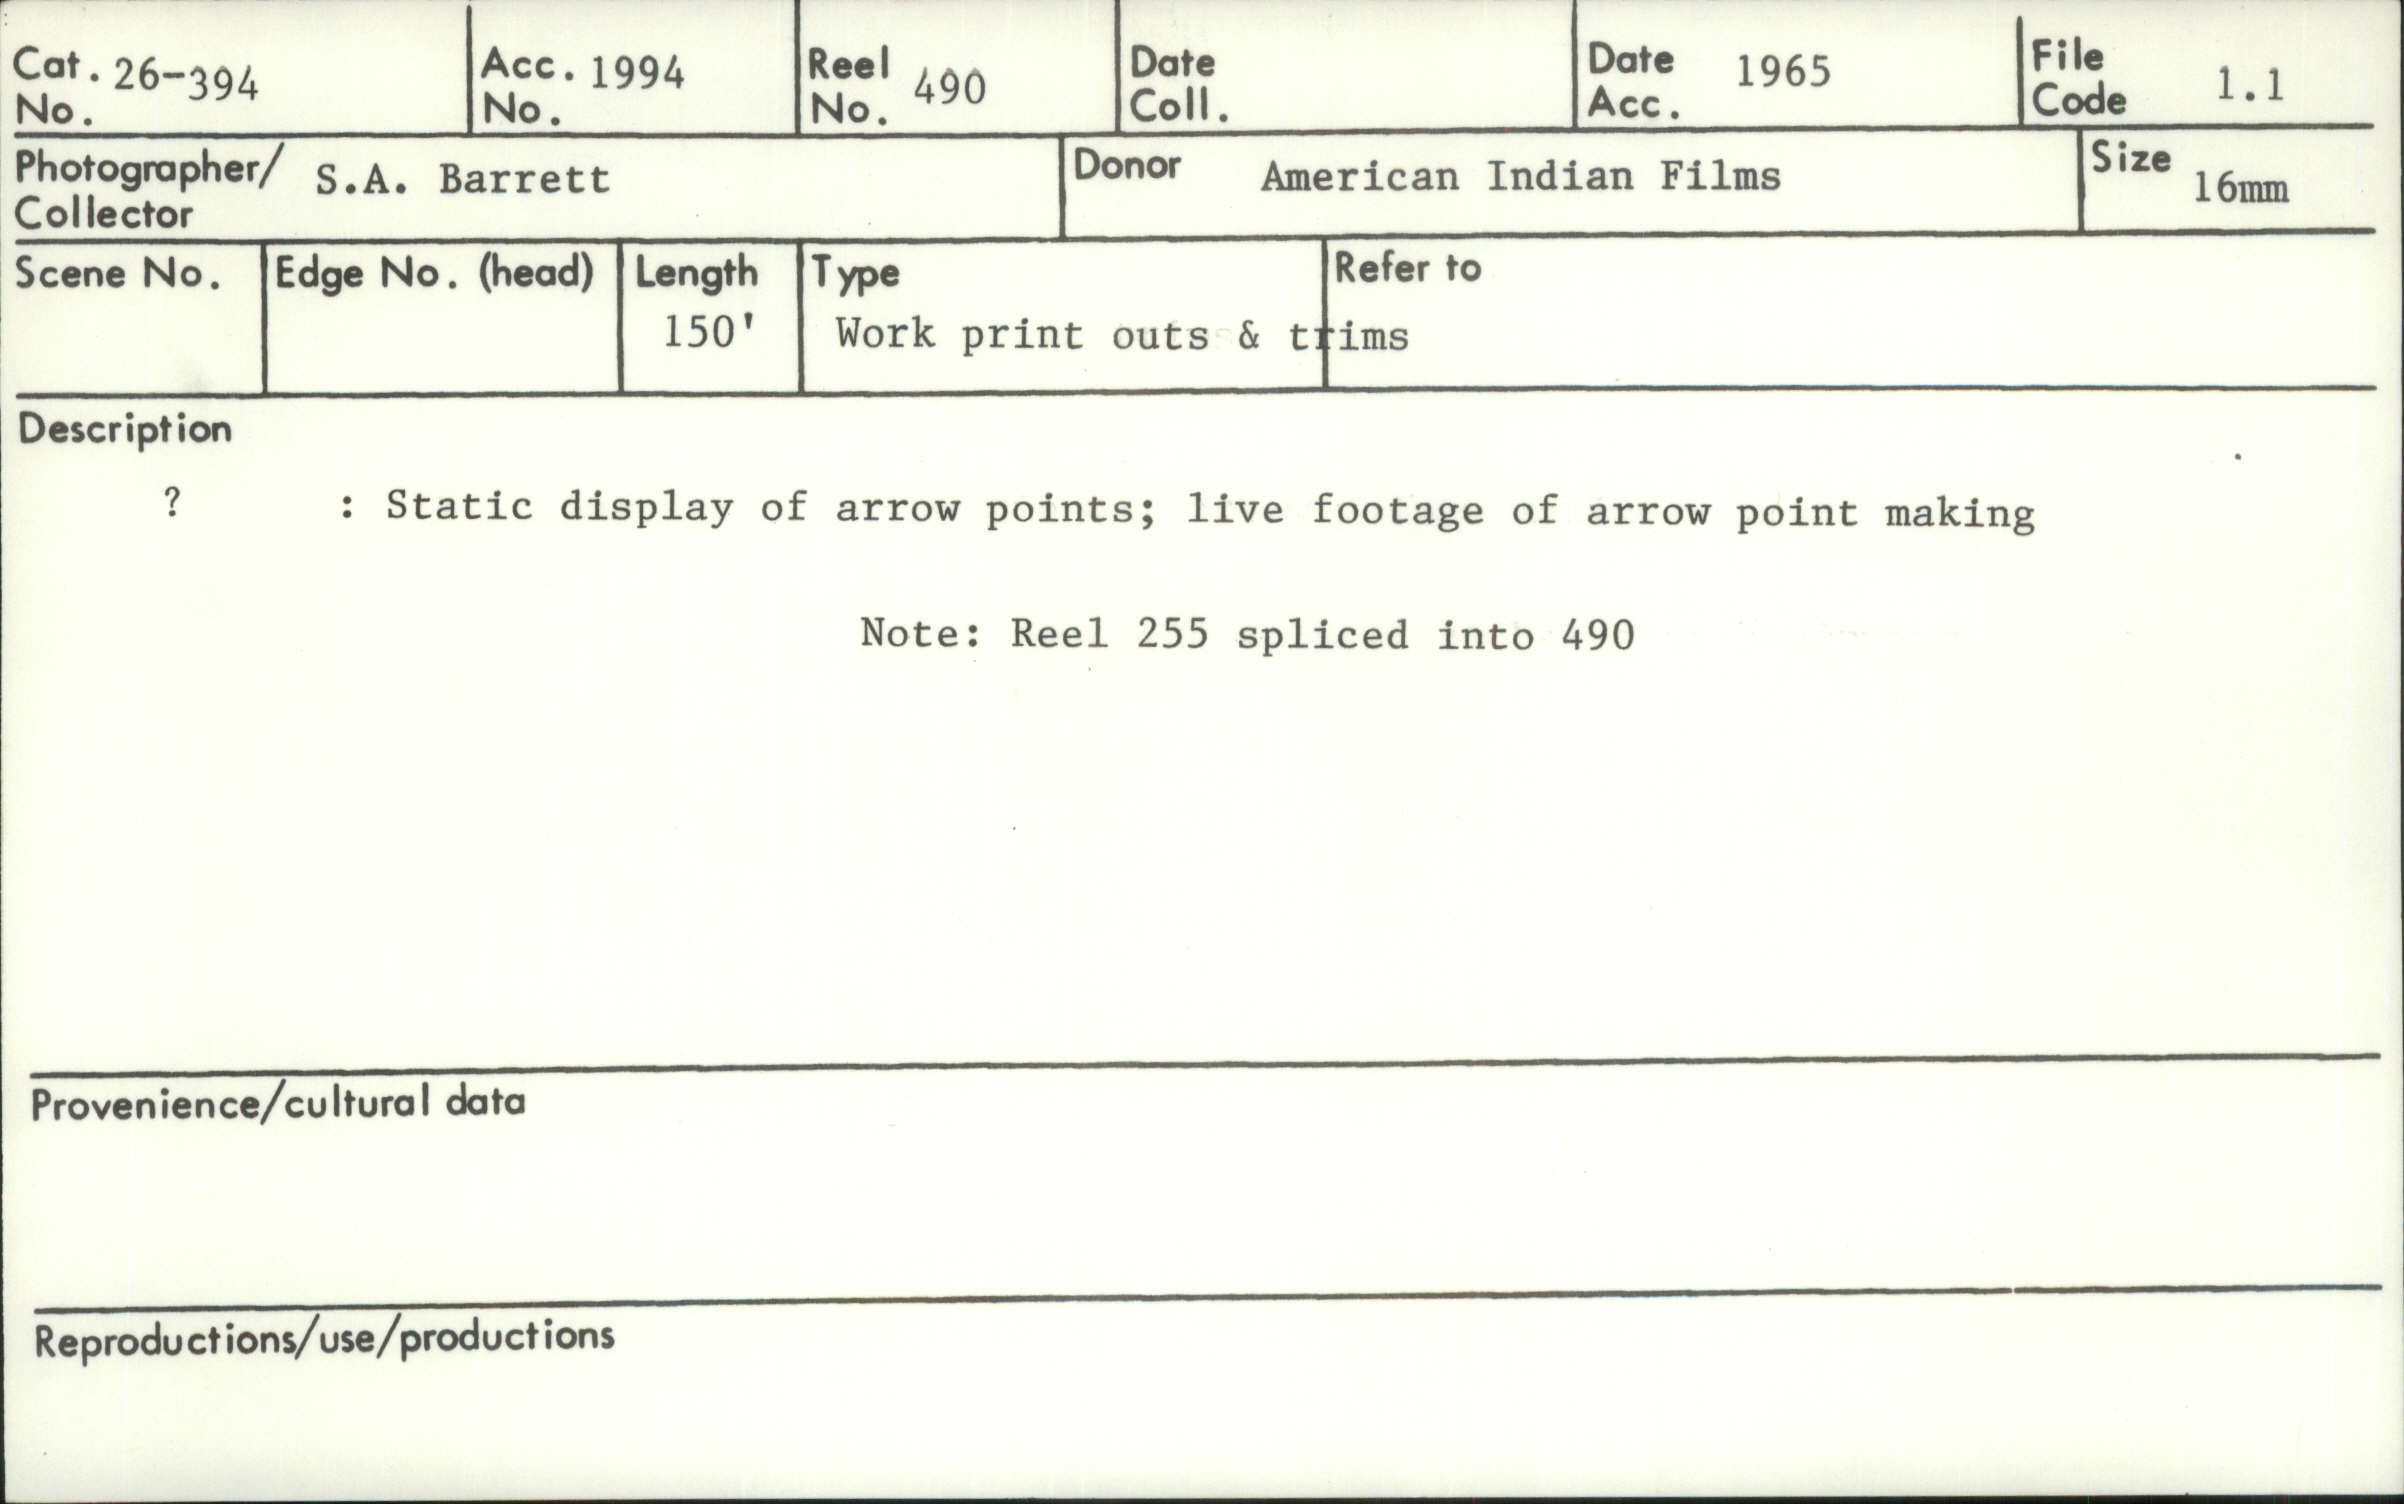 Cat. No. 26-394 Acc. No. 1994 Reel No. 490 Date Coll. Date Acc. 1965 File Code 1.1
Photographer/ Collector S.A. Barrett Donor American Indian Films Size 16mm
Scene No. Edge No. (head) Length Type Refer to
150' Work print outs & trims
Description
? : Static display of arrow points; live footage of arrow point making
Note: Reel 255 spliced into 490
Provenience/cultural data
Reproductions/use/productions